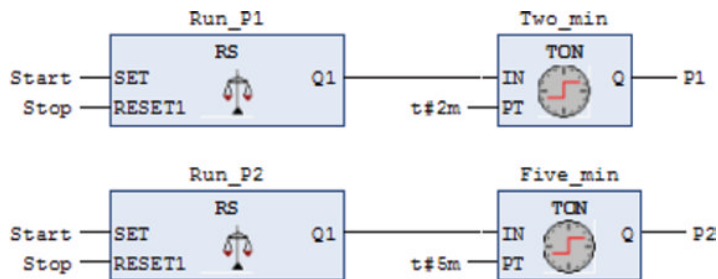 Run_P1 Two_min
RS TON
Start SET Q1 IN Q P1
Stop RESET1 t#2m PT
Run_P2 Five_min
RS TON
Start SET Q1 IN Q P2
Stop RESET1 t#5m PT